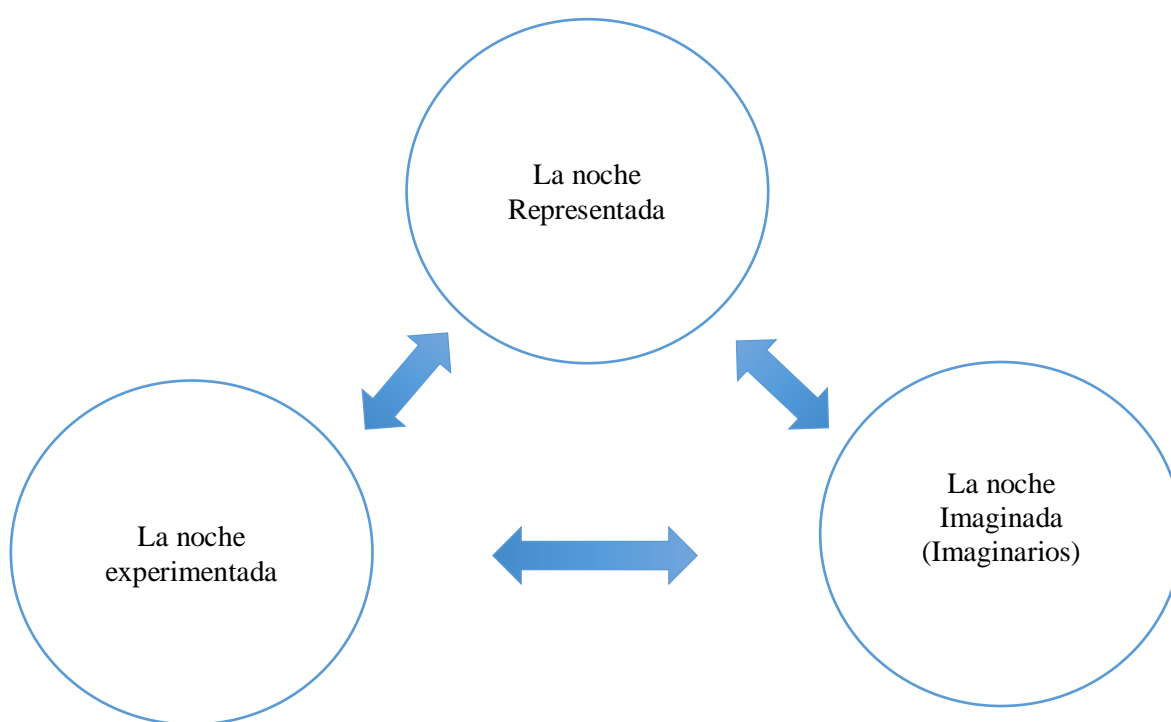 La noche
Representada
La noche
experimentada
La noche
Imaginada
(Imaginarios)